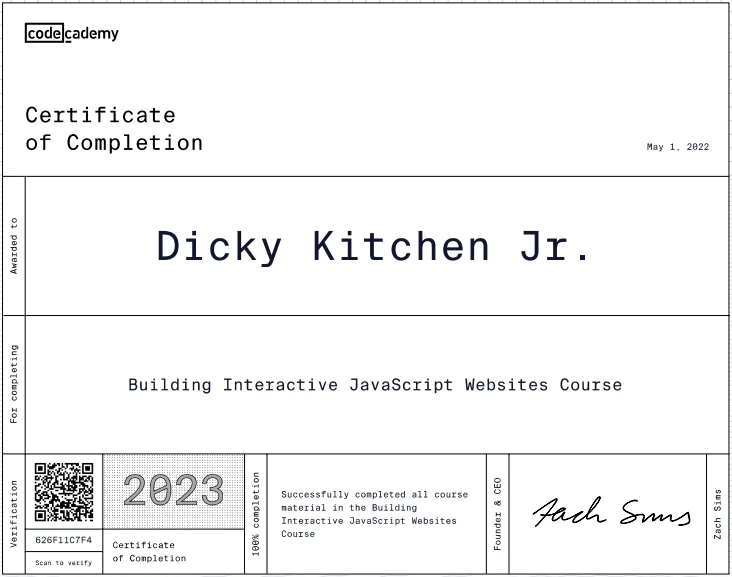 codecademy
Certificate
of Completion
May 1, 2022
Awarded to
Dicky Kitchen Jr.
For completing
Building Interactive JavaScript Websites Course
Verification
626F11C7F4
Scan to verify
2023
Certificate
of Completion
100% completion
Successfully completed all course
material in the Building
Interactive JavaScript Websites
Course
Founder & CEO
Zach Sims
Zach Sims